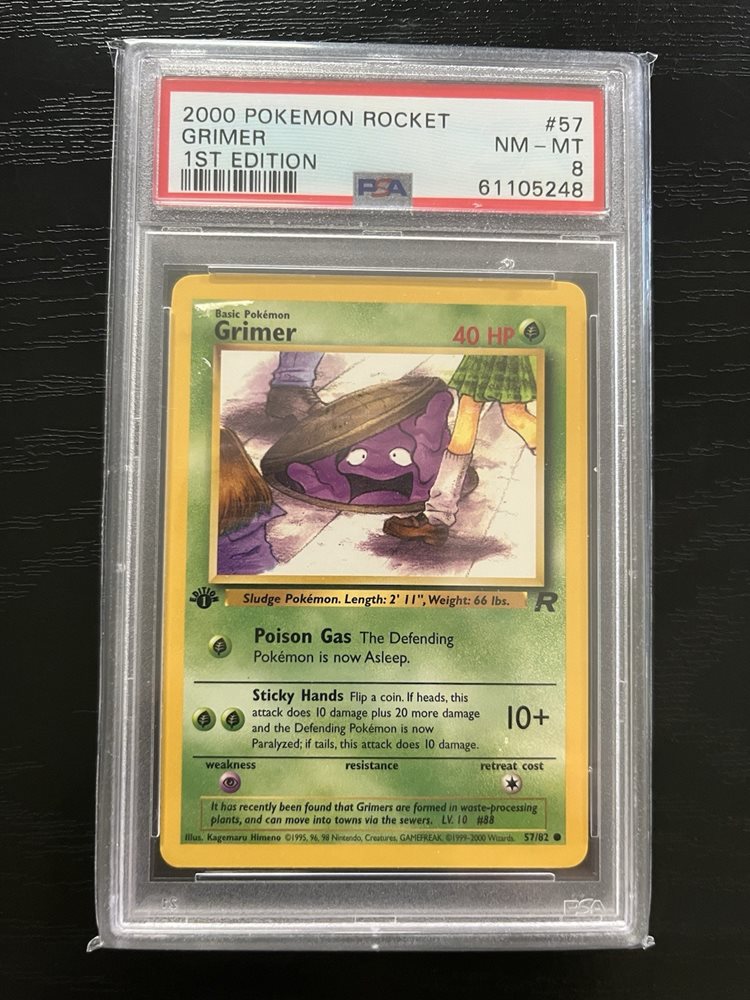 2000 POKEMON ROCKET #57
GRIMER NM - MT
1ST EDITION 8
PSA 61105248
Basic Pokémon
Grimer 40 HP
EDITION 1
Sludge Pokémon. Length: 2' 11", Weight: 66 lbs. R
Poison Gas The Defending
Pokémon is now Asleep.
Sticky Hands Flip a coin. If heads, this
attack does 10 damage plus 20 more damage 10+
and the Defending Pokémon is now
Paralyzed; if tails, this attack does 10 damage.
weakness resistance retreat cost
It has recently been found that Grimers are formed in waste-processing
plants, and can move into towns via the sewers. LV. 10 #88
Illus. Kagemaru Himeno ©1995, 96, 98 Nintendo, Creatures, GAMEFREAK. ©1999-2000 Wizards. 57/82
PSA